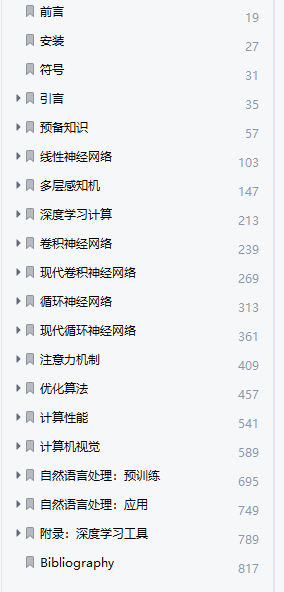 前言 19
安装 27
符号 31
引言 35
预备知识 57
线性神经网络 103
多层感知机 147
深度学习计算 213
卷积神经网络 239
现代卷积神经网络 269
循环神经网络 313
现代循环神经网络 361
注意力机制 409
优化算法 457
计算性能 541
计算机视觉 589
自然语言处理：预训练 695
自然语言处理：应用 749
附录：深度学习工具 789
Bibliography 817